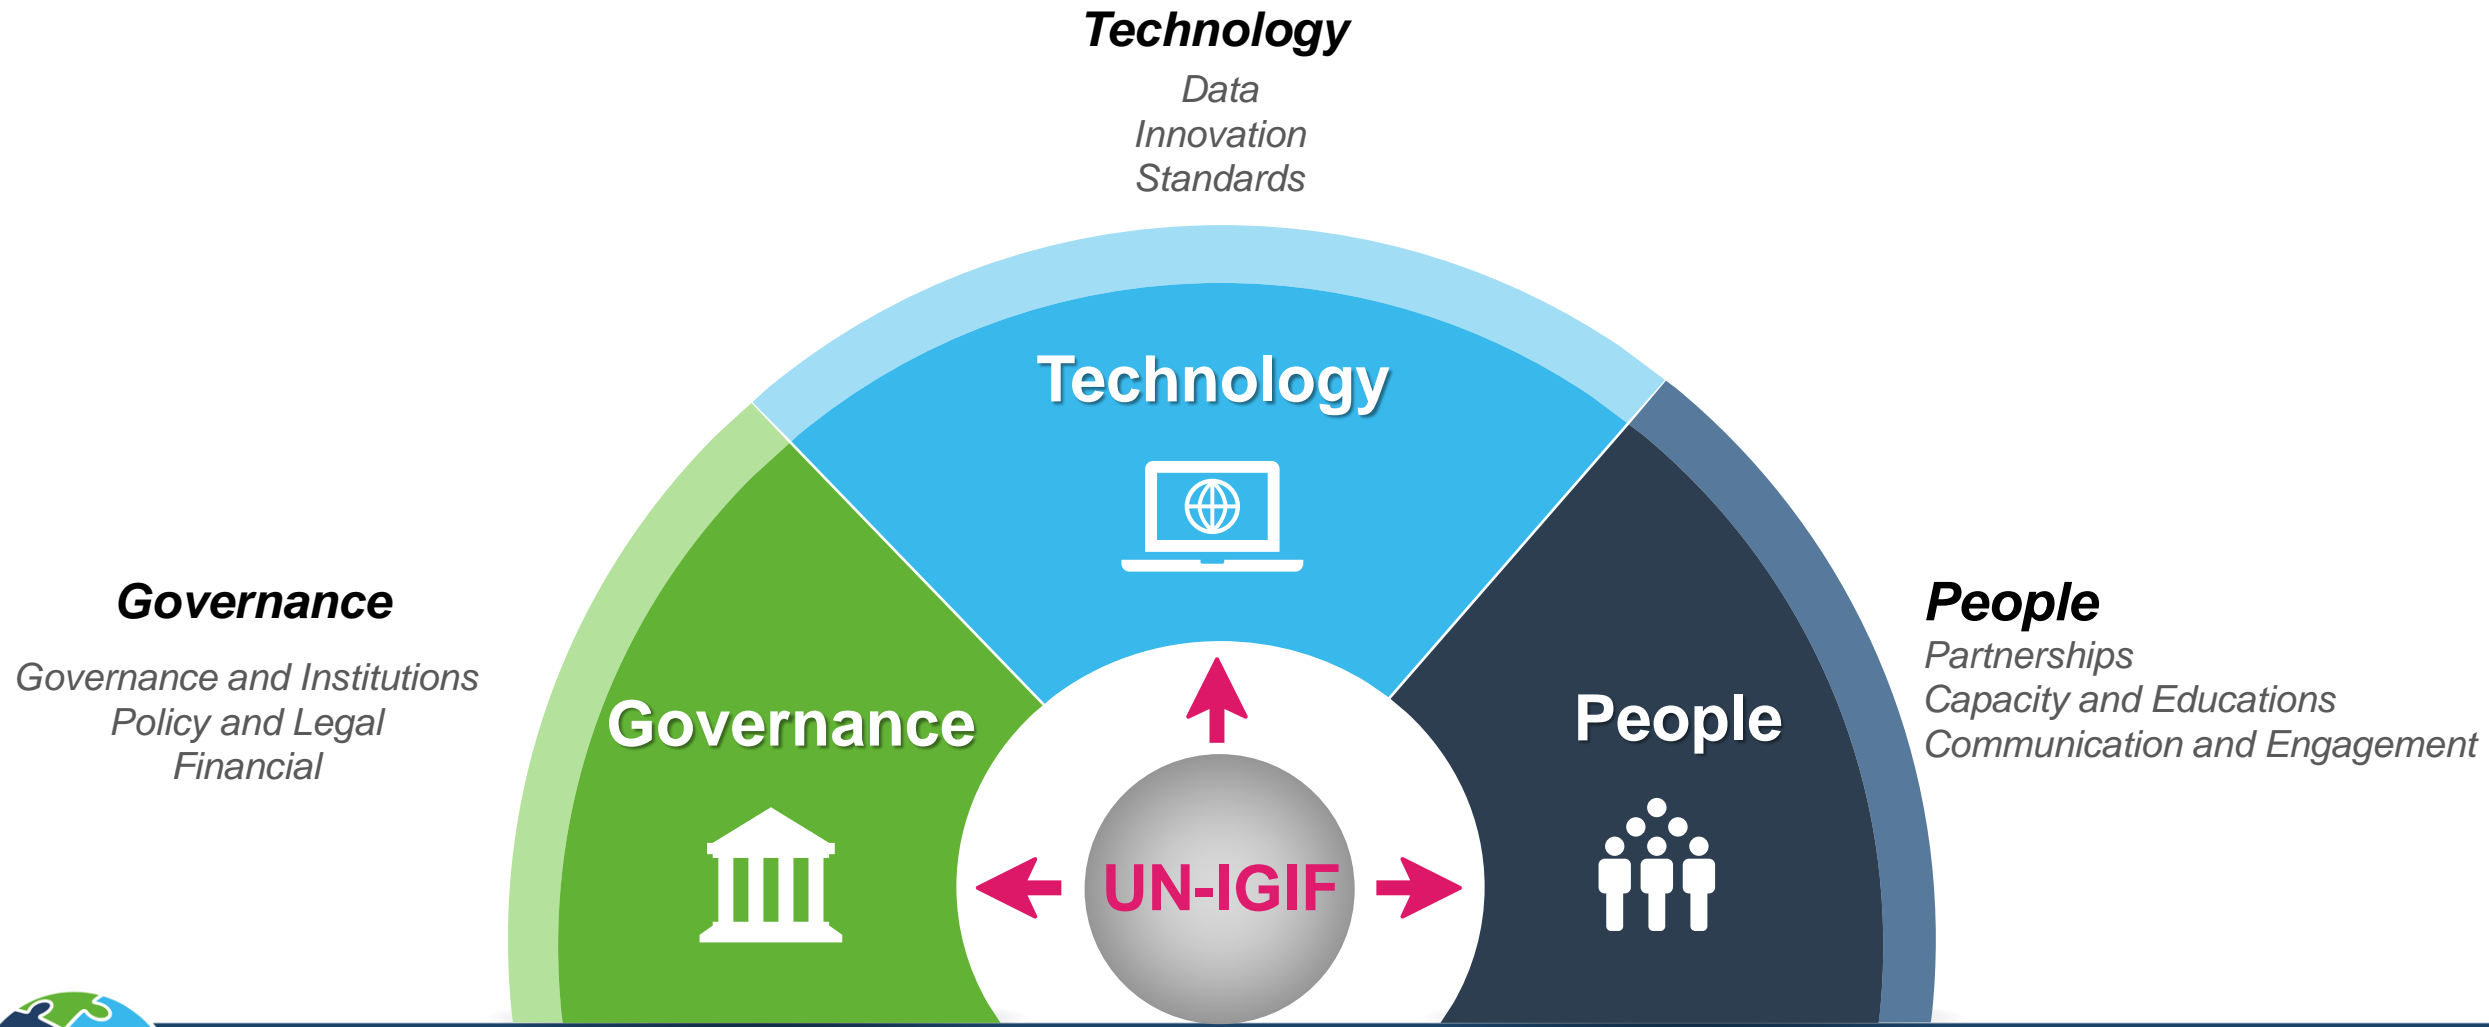 Technology
Data
Innovation
Standards
Technology
Governance
Governance and Institutions
Policy and Legal
Financial
Governance
People
People
Partnerships
Capacity and Educations
Communication and Engagement
UN-IGIF